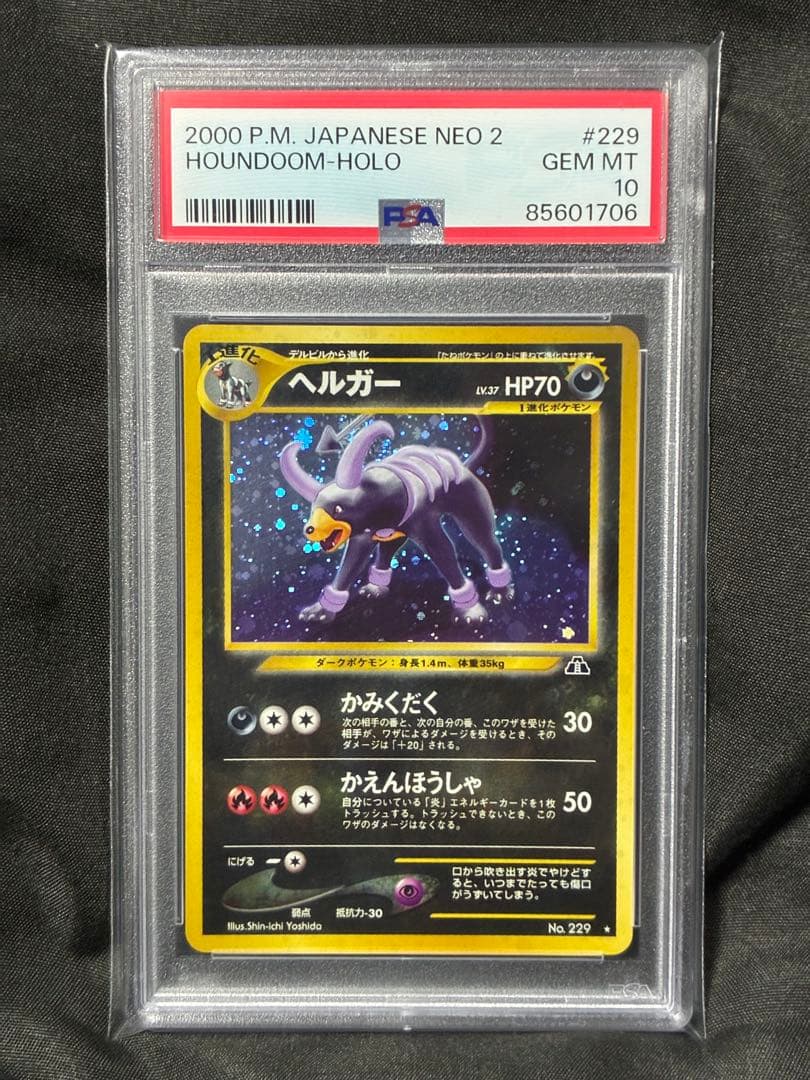 2000 P.M. JAPANESE NEO 2 #229
HOUNDOOM-HOLO GEM MT
10
PSA 85601706
1進化 デルビルから進化 「たねポケモン」の上に重ねて進化させます。
ヘルガー LV.37 HP70
1進化ポケモン
ダークポケモン:身長1.4m、体重35kg
かみくだく
次の相手の番と、次の自分の番、このワザを受けた
相手が、ワザによるダメージを受けるとき、その
ダメージは「+20」される。
30
かえんほうしゃ
自分についている「炎」エネルギーカードを1枚
トラッシュする。トラッシュできないとき、この
ワザのダメージはなくなる。
50
にげる
口から吹き出す炎でやけどす
ると、いつまでたっても傷口
がうずいてしまう。
弱点 抵抗力-30
Illus.Shin-ichi Yoshida No. 229
PSA